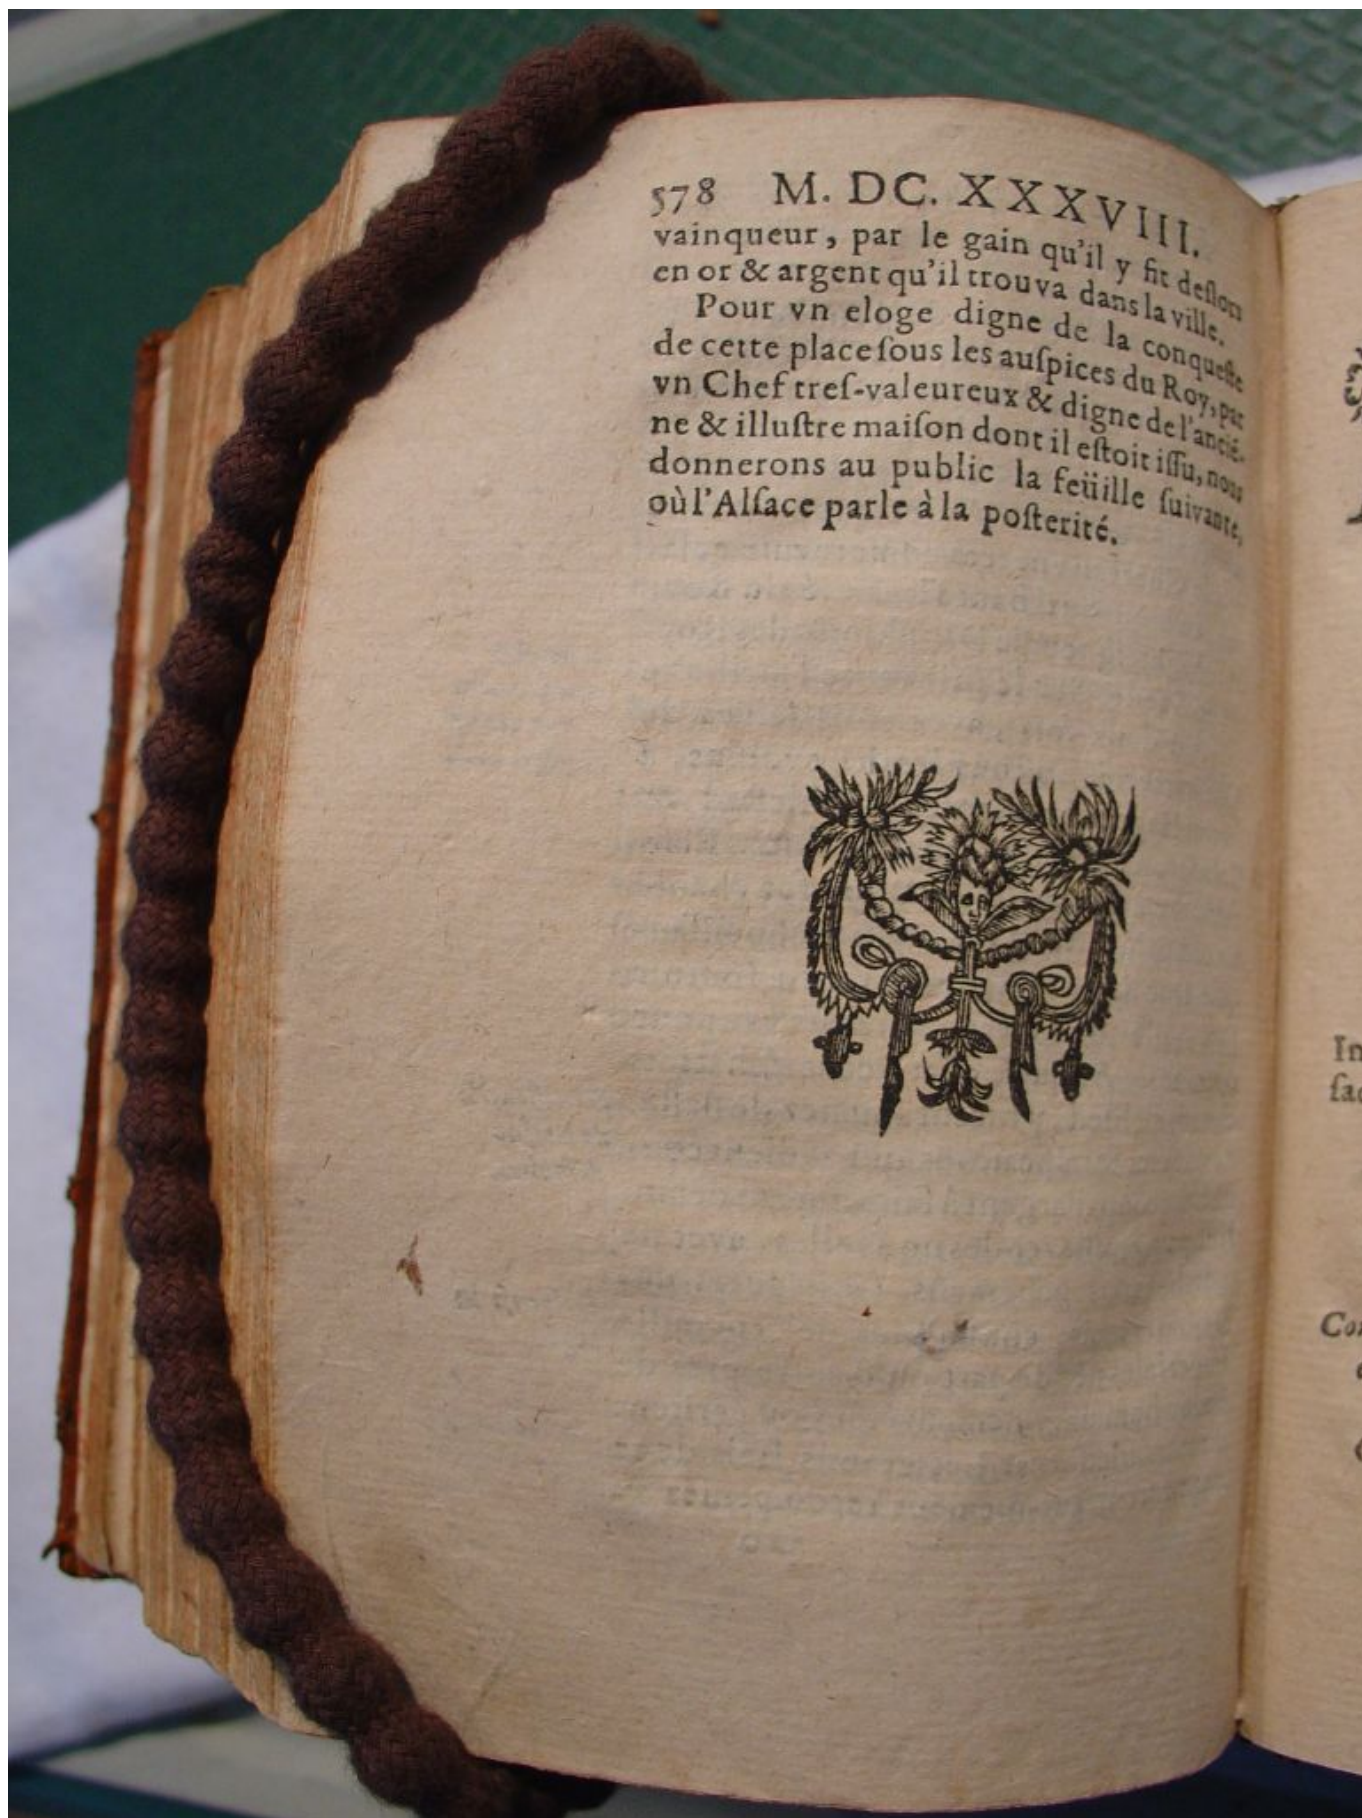 578 M. DC. XXXVIII.
vainqueur, par le gain qu'il y fit deſlors
en or & argent qu'il trouva dans la ville.
Pour vn eloge digne de la conqueſte
de cette place ſous les auſpices du Roy, par
vn Chef treſ-valeureux & digne de l'ancié-
ne & illuſtre maiſon dont il eſtoit iſſu, nous
donnerons au public la feüille ſuivante,
où l'Alſace parle à la poſterité.
In
Con